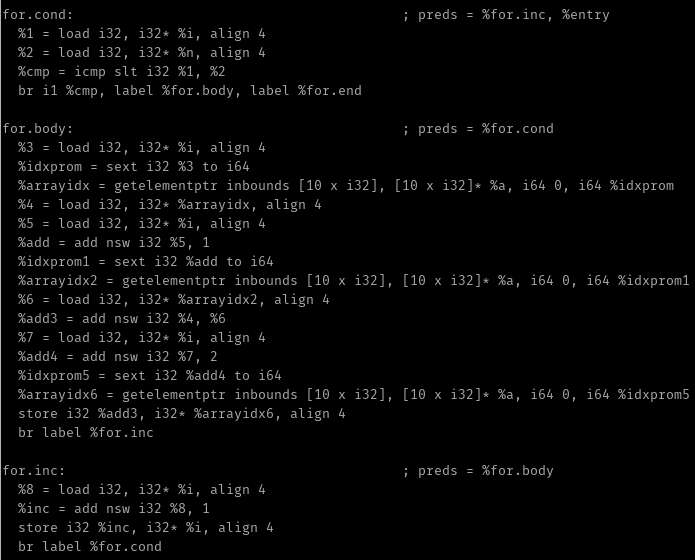 for.cond:                                         ; preds = %for.inc, %entry
  %1 = load i32, i32* %i, align 4
  %2 = load i32, i32* %n, align 4
  %cmp = icmp slt i32 %1, %2
  br i1 %cmp, label %for.body, label %for.end

for.body:                                         ; preds = %for.cond
  %3 = load i32, i32* %i, align 4
  %idxprom = sext i32 %3 to i64
  %arrayidx = getelementptr inbounds [10 x i32], [10 x i32]* %a, i64 0, i64 %idxprom
  %4 = load i32, i32* %arrayidx, align 4
  %5 = load i32, i32* %i, align 4
  %add = add nsw i32 %5, 1
  %idxprom1 = sext i32 %add to i64
  %arrayidx2 = getelementptr inbounds [10 x i32], [10 x i32]* %a, i64 0, i64 %idxprom1
  %6 = load i32, i32* %arrayidx2, align 4
  %add3 = add nsw i32 %4, %6
  %7 = load i32, i32* %i, align 4
  %add4 = add nsw i32 %7, 2
  %idxprom5 = sext i32 %add4 to i64
  %arrayidx6 = getelementptr inbounds [10 x i32], [10 x i32]* %a, i64 0, i64 %idxprom5
  store i32 %add3, i32* %arrayidx6, align 4
  br label %for.inc

for.inc:                                          ; preds = %for.body
  %8 = load i32, i32* %i, align 4
  %inc = add nsw i32 %8, 1
  store i32 %inc, i32* %i, align 4
  br label %for.cond